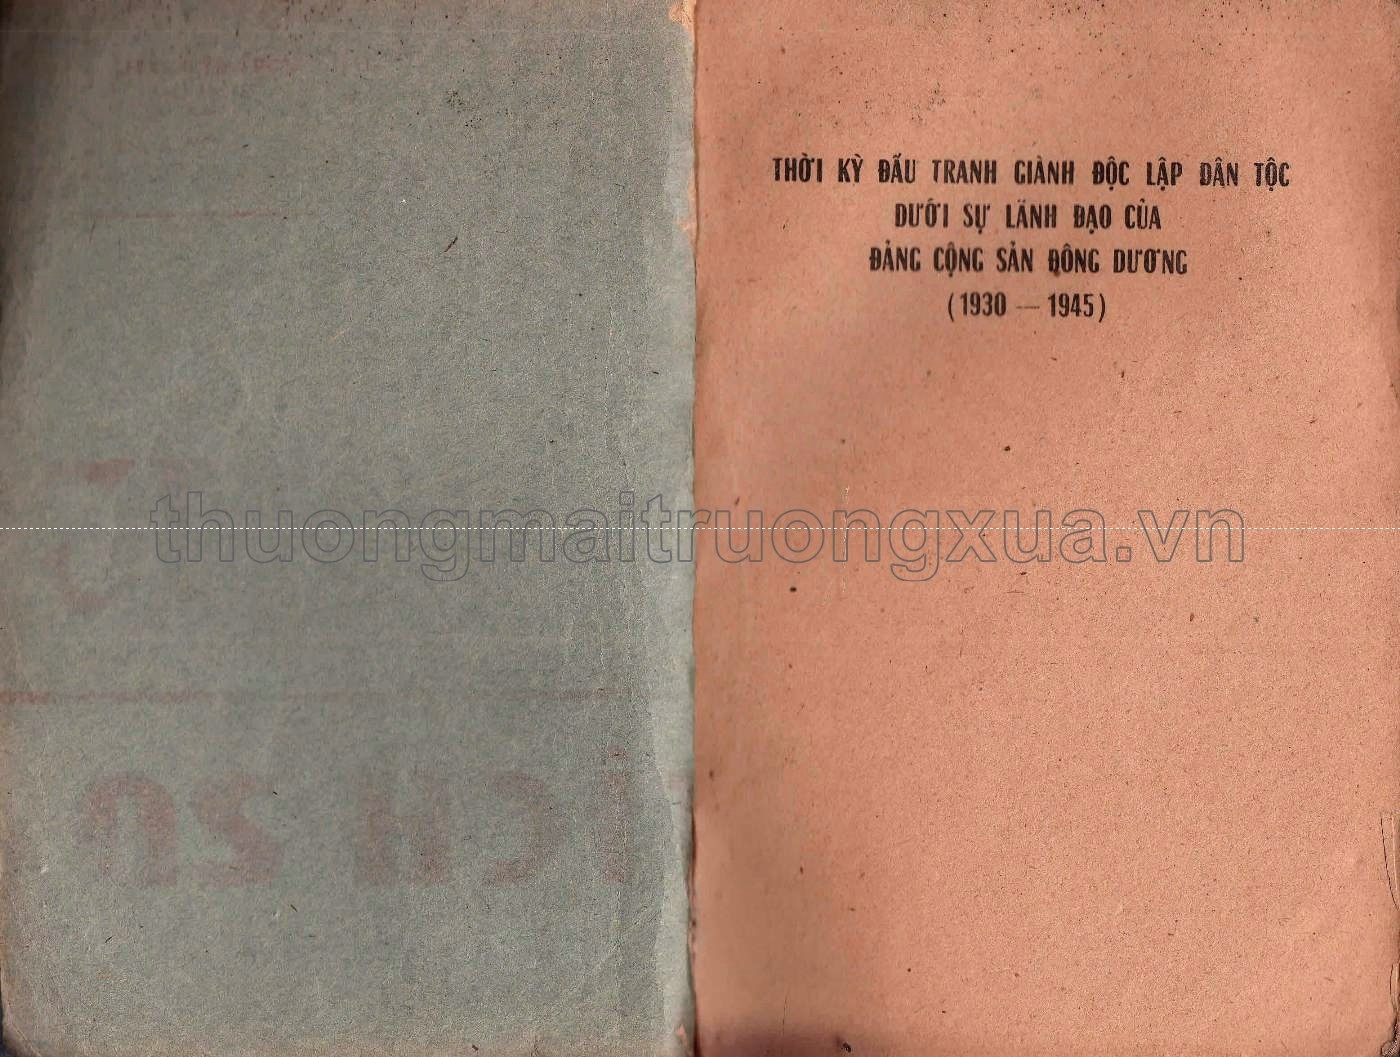 THỜI KỲ ĐẤU TRANH GIÀNH ĐỘC LẬP DÂN TỘC
DƯỚI SỰ LÃNH ĐẠO CỦA
ĐẢNG CỘNG SẢN ĐÔNG DƯƠNG
(1930 — 1945)
thuongmaitruongxua.vn